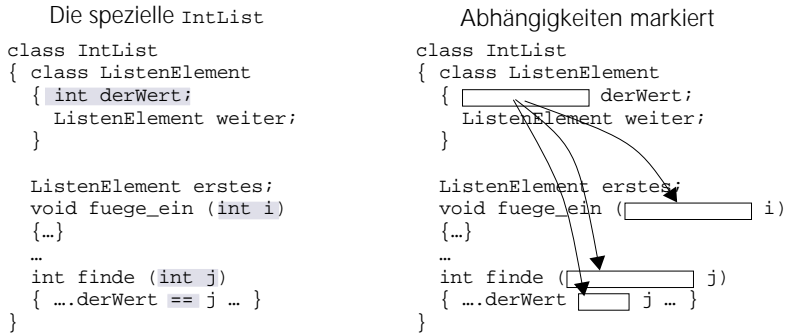 Die spezielle IntList
class IntList
{ class ListenElement
{ int derWert;
ListenElement weiter;
}
ListenElement erstes;
void fuege_ein (int i)
{…}
…
int finde (int j)
{ ….derWert == j … }
}
Abhängigkeiten markiert
class IntList
{ class ListenElement
{ derWert;
ListenElement weiter;
}
ListenElement erstes;
void fuege_ein ( i)
{…}
…
int finde ( j)
{ ….derWert j … }
}